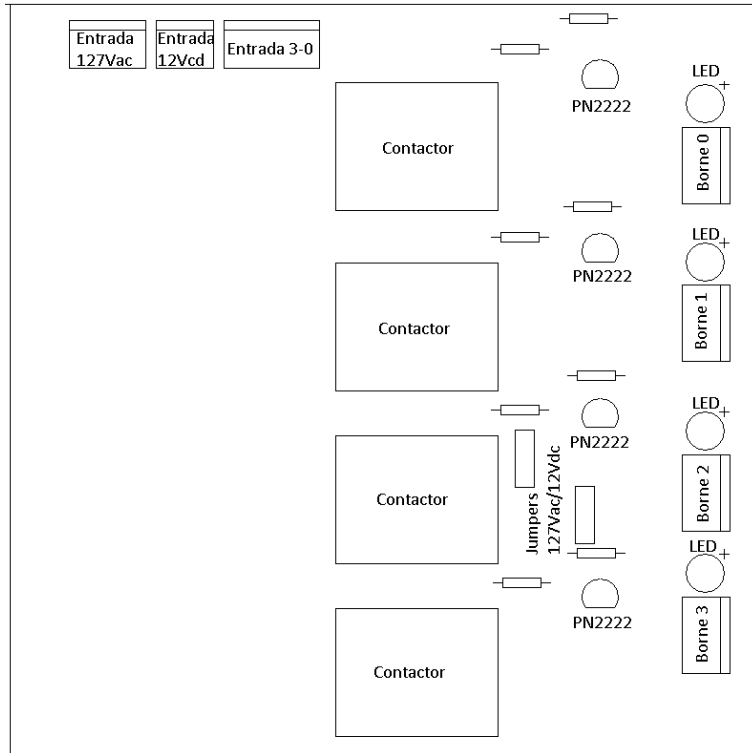 Entrada
127Vac
Entrada
12Vcd
Entrada 3-0
LED
+
PN2222
Contactor
Borne 0
LED
+
PN2222
Contactor
Borne 1
LED
+
PN2222
Contactor
Jumpers
127Vac/12Vdc
Borne 2
LED
+
PN2222
Contactor
Borne 3